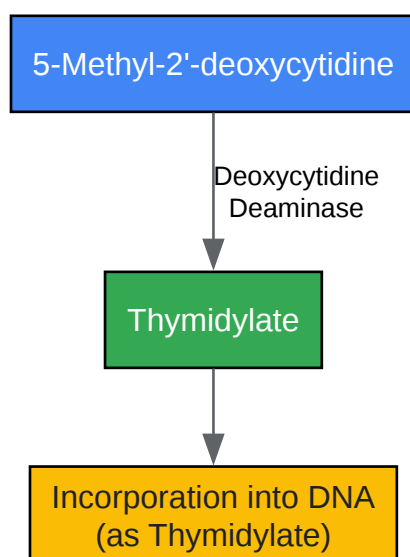 5-Methyl-2'-deoxycytidine
Deoxycytidine
Deaminase
Thymidylate
Incorporation into DNA
(as Thymidylate)